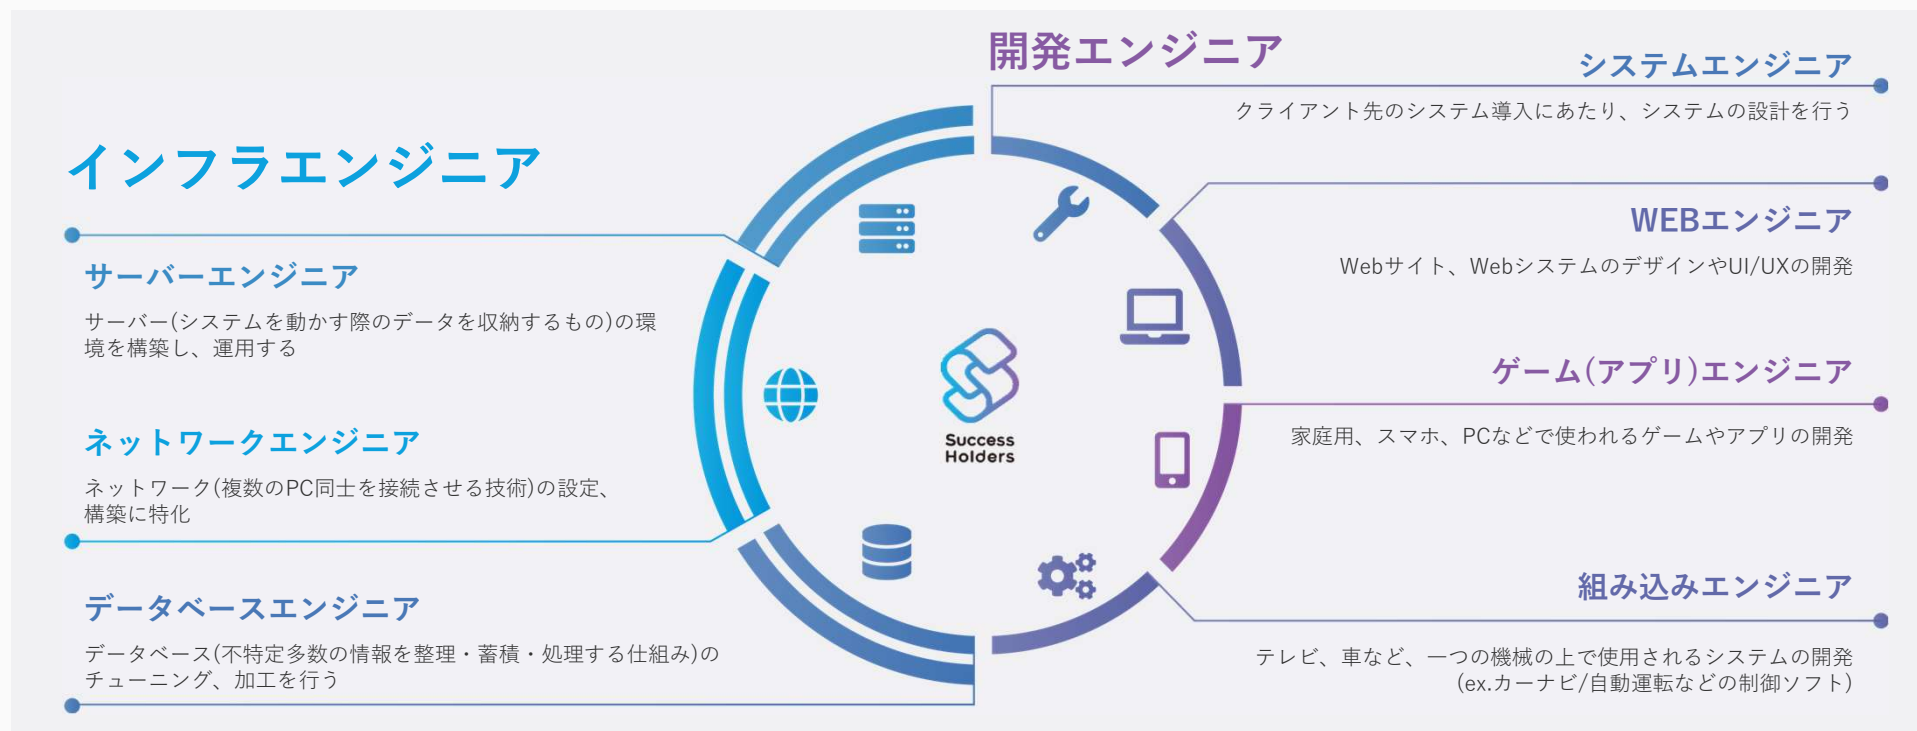 インフラエンジニア
サーバーエンジニア
サーバー(システムを動かす際のデータを収納するもの)の環
境を構築し、運用する
ネットワークエンジニア
ネットワーク(複数のPC同士を接続させる技術)の設定、
構築に特化
データベースエンジニア
データベース(不特定多数の情報を整理・蓄積・処理する仕組み)の
チューニング、加工を行う
Success
Holders
開発エンジニア
システムエンジニア
クライアント先のシステム導入にあたり、システムの設計を行う
WEBエンジニア
Webサイト、WebシステムのデザインやUI/UXの開発
ゲーム(アプリ)エンジニア
家庭用、スマホ、PCなどで使われるゲームやアプリの開発
組み込みエンジニア
テレビ、車など、一つの機械の上で使用されるシステムの開発
(ex.カーナビ/自動運転などの制御ソフト)